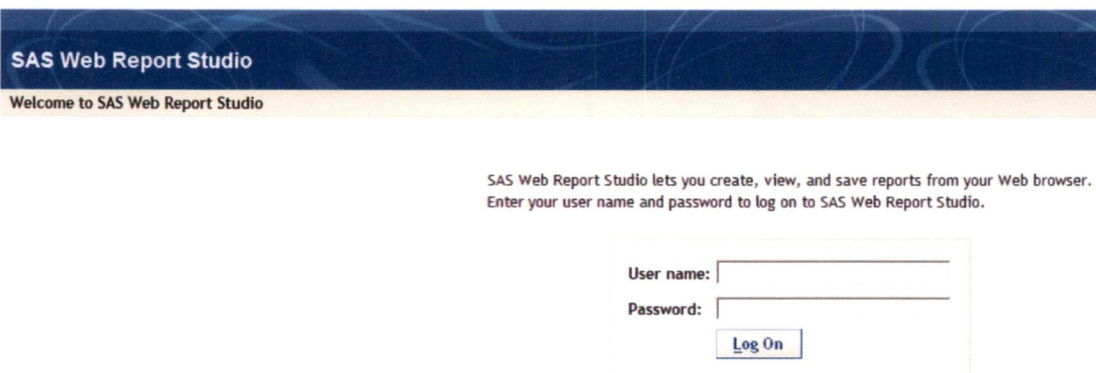 SAS Web Report Studio
Welcome to SAS Web Report Studio
SAS Web Report Studio lets you create, view, and save reports from your Web browser.
Enter your user name and password to log on to SAS Web Report Studio.
User name:
Password:
Log On